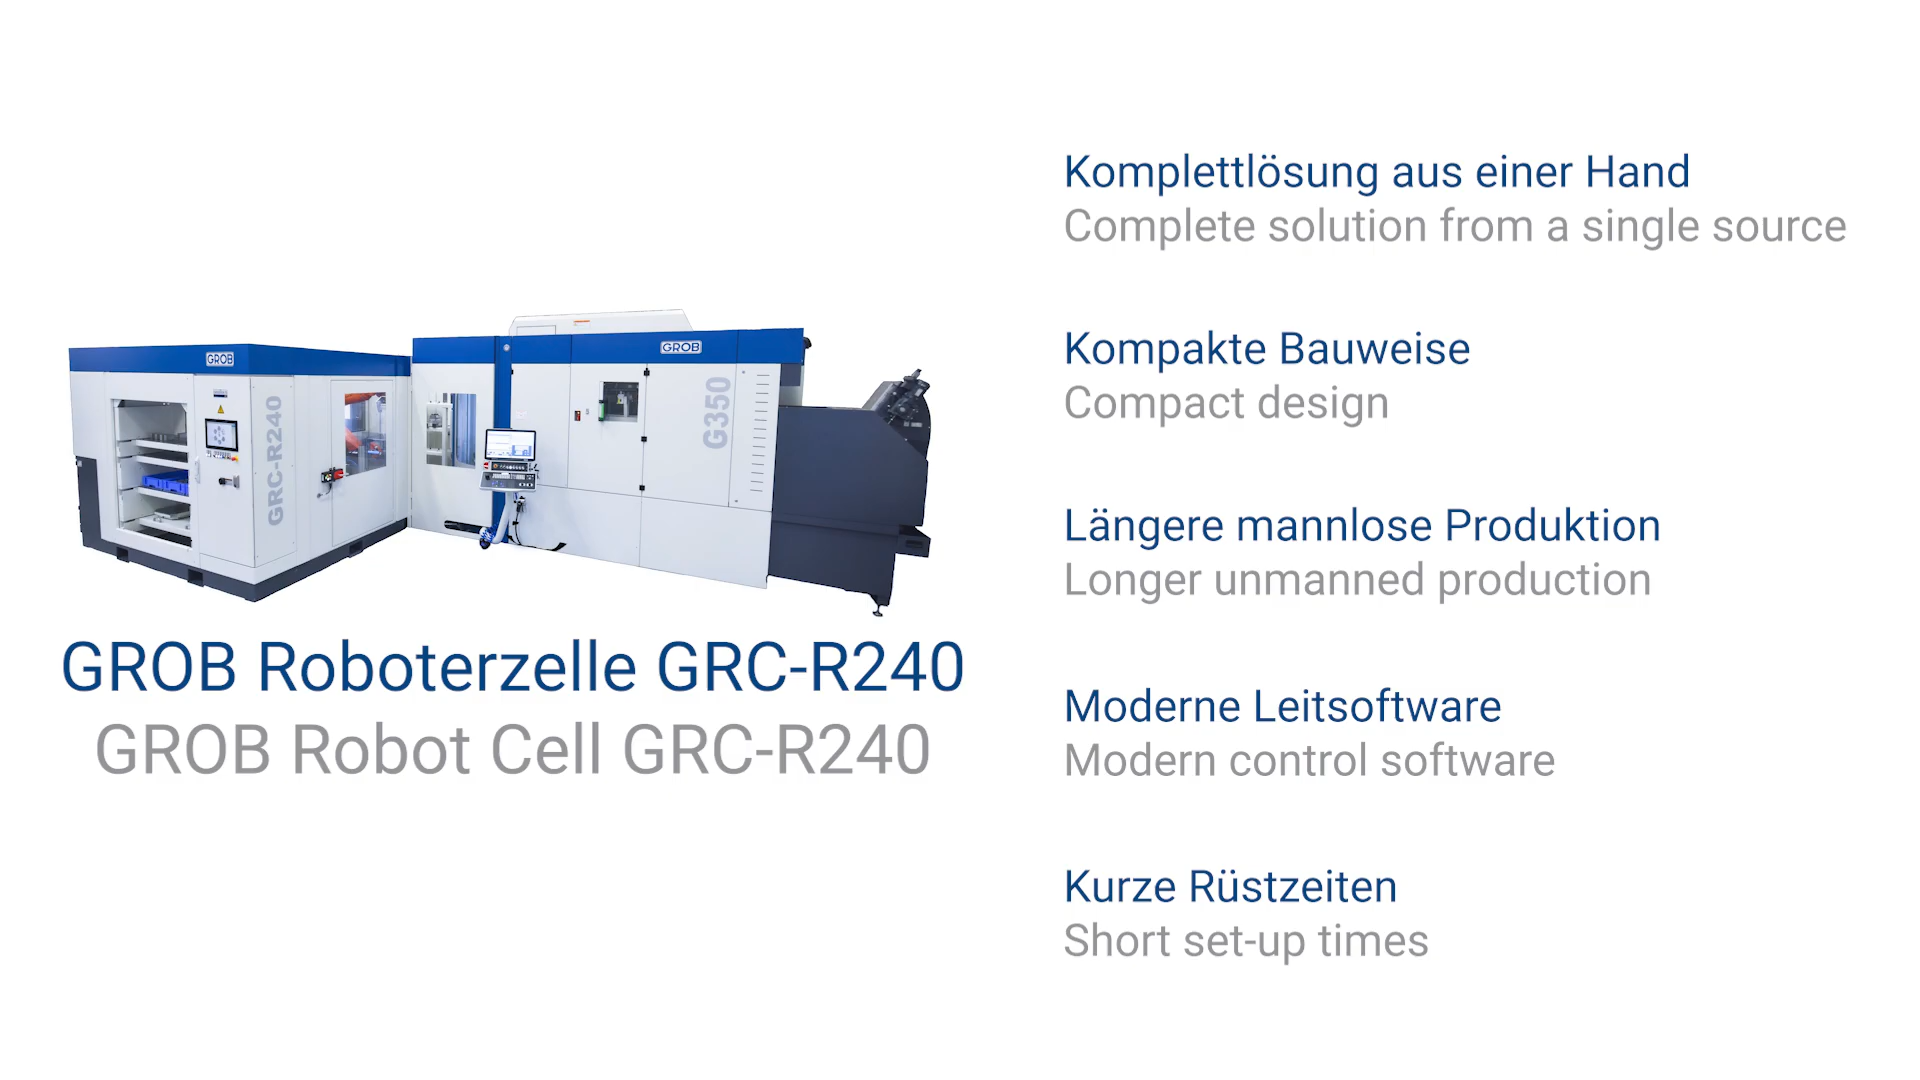 GROB
GRC-R240
GROB
G350
GROB Roboterzelle GRC-R240
GROB Robot Cell GRC-R240
Komplettlösung aus einer Hand
Complete solution from a single source
Kompakte Bauweise
Compact design
Längere mannlose Produktion
Longer unmanned production
Moderne Leitsoftware
Modern control software
Kurze Rüstzeiten
Short set-up times